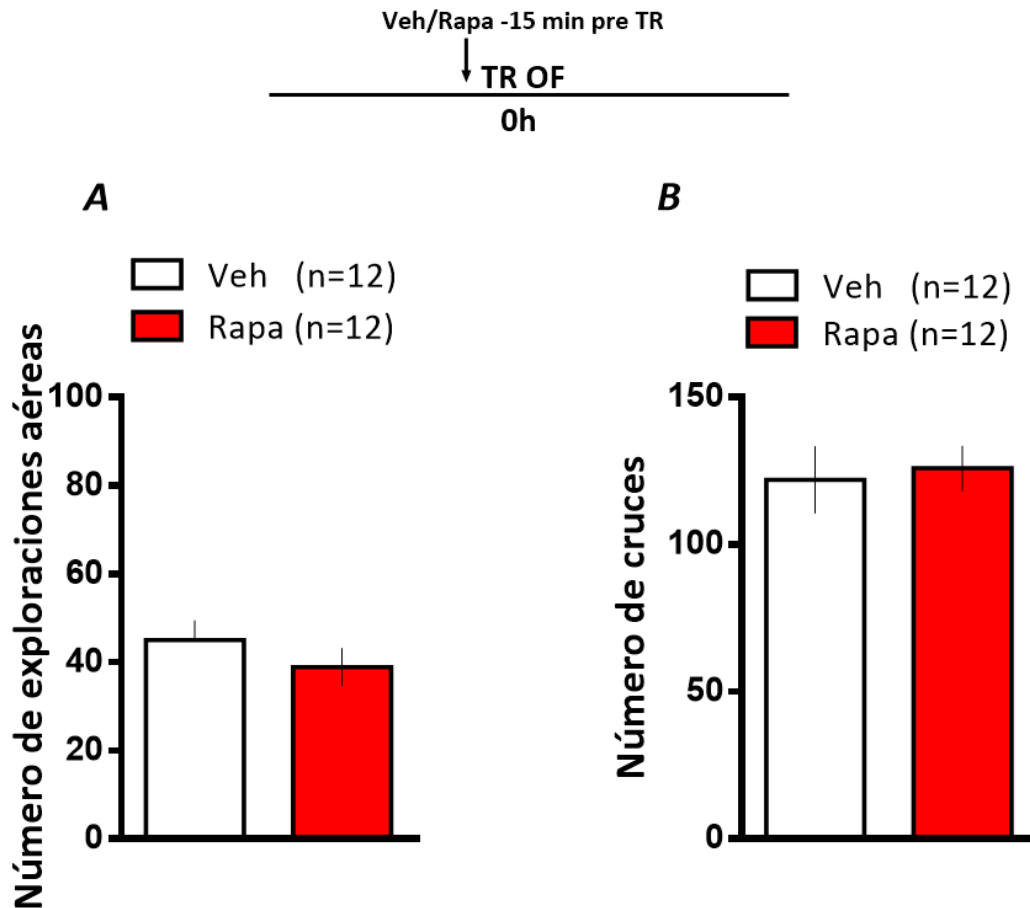 Veh/Rapa -15 min pre TR
TR OF
0h
A
Veh (n=12)
Rapa (n=12)
Número de exploraciones aéreas
100
80
60
40
20
0
B
Veh (n=12)
Rapa (n=12)
Número de cruces
150
100
50
0